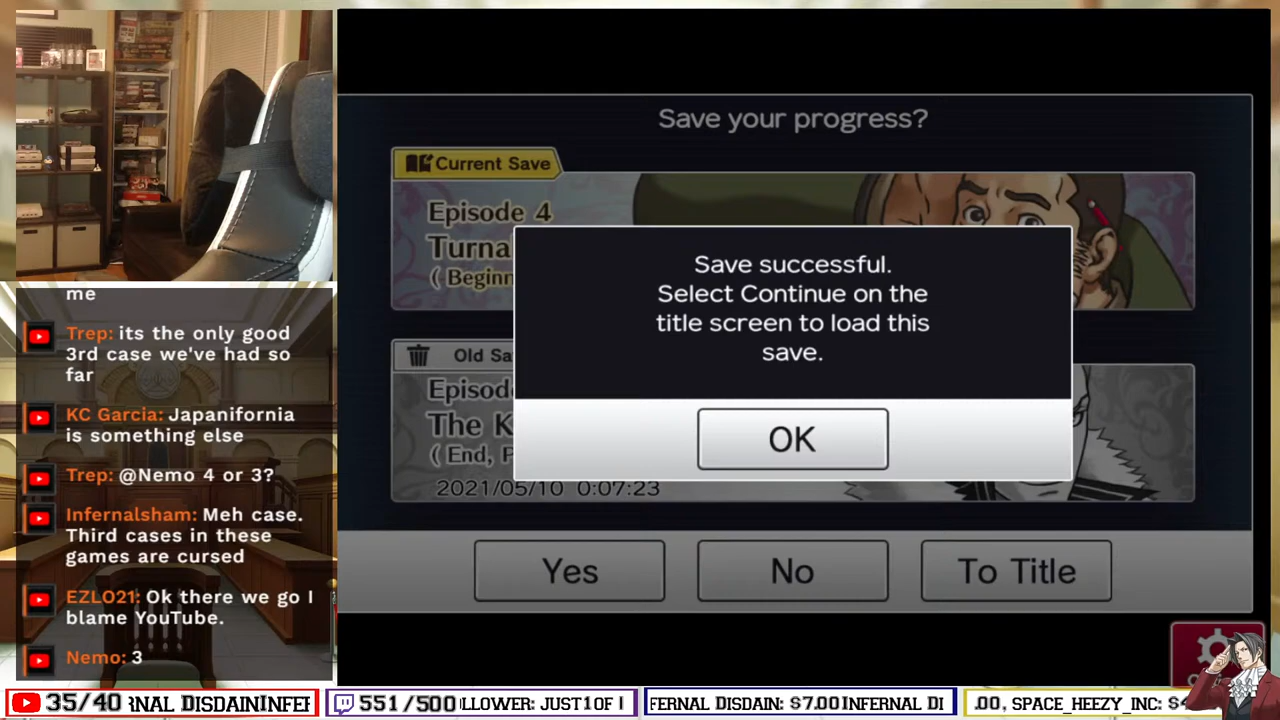 me
Trep: its the only good
3rd case we've had so
far
KC Garcia: Japanifornia
is something else
Trep: @Nemo 4 or 3?
Infernalsham: Meh case.
Third cases in these
games are cursed
EZLO21: Ok there we go I
blame YouTube.
Nemo: 3
Save your progress?
Current Save
Episode 4
Turna
( Beginn
Save successful.
Select Continue on the
title screen to load this
save.
OK
Old Sa
Episod
The K
( End, P
2021/05/10 0:07:23
Yes
No
To Title
35/40
RNAL DISDAININFEI
551/500
LLOWER: JUST1OF
FERNAL DISDAIN: $7.00INFERNAL DI
.00, SPACE_HEEZY_INC: $4